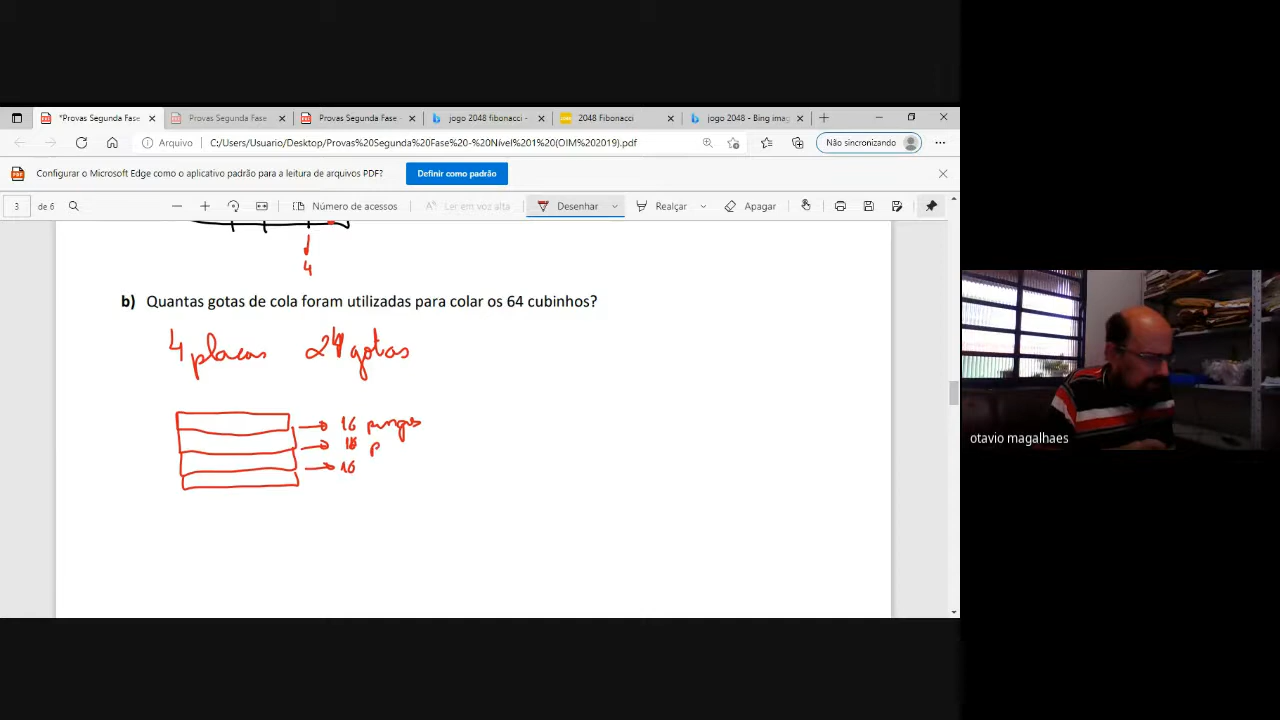 *Provas Segunda Fase
Provas Segunda Fase
Provas Segunda Fase -
jogo 2048 fibonacci -
2048 Fibonacci
jogo 2048 - Bing imag
Arquivo
C:/Users/Usuario/Desktop/Provas%20Segunda%20Fase%20-%20Nível%201%20(OIM%202019).pdf
Não sincronizando
Configurar o Microsoft Edge como o aplicativo padrão para a leitura de arquivos PDF?
Definir como padrão
3 de 6
Número de acessos
Ler em voz alta
Desenhar
Realçar
Apagar
4
b) Quantas gotas de cola foram utilizadas para colar os 64 cubinhos?
4 placas 24 gotas
16 pingos
16 p
16
otavio magalhaes